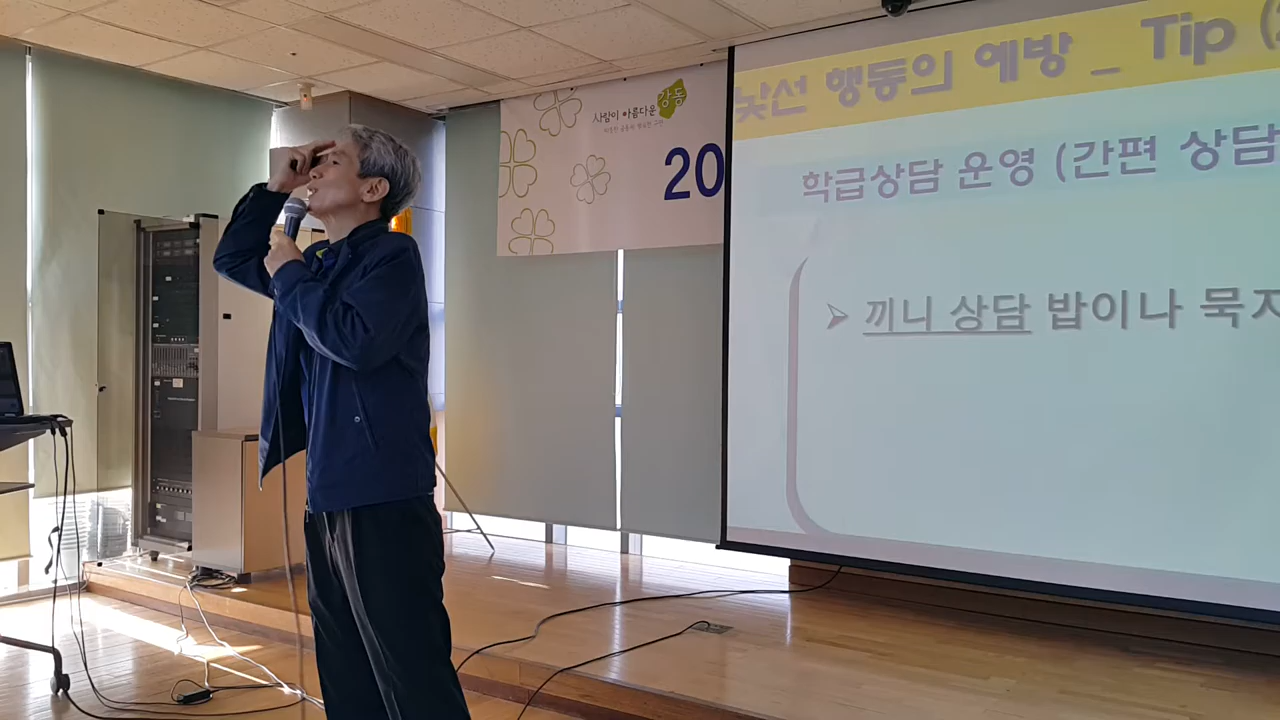 사람이 아름다운 강동
20
낯선 행동의 예방 _ Tip (
학급상담 운영 (간편 상담
➢ 끼니 상담 밥이나 묵자